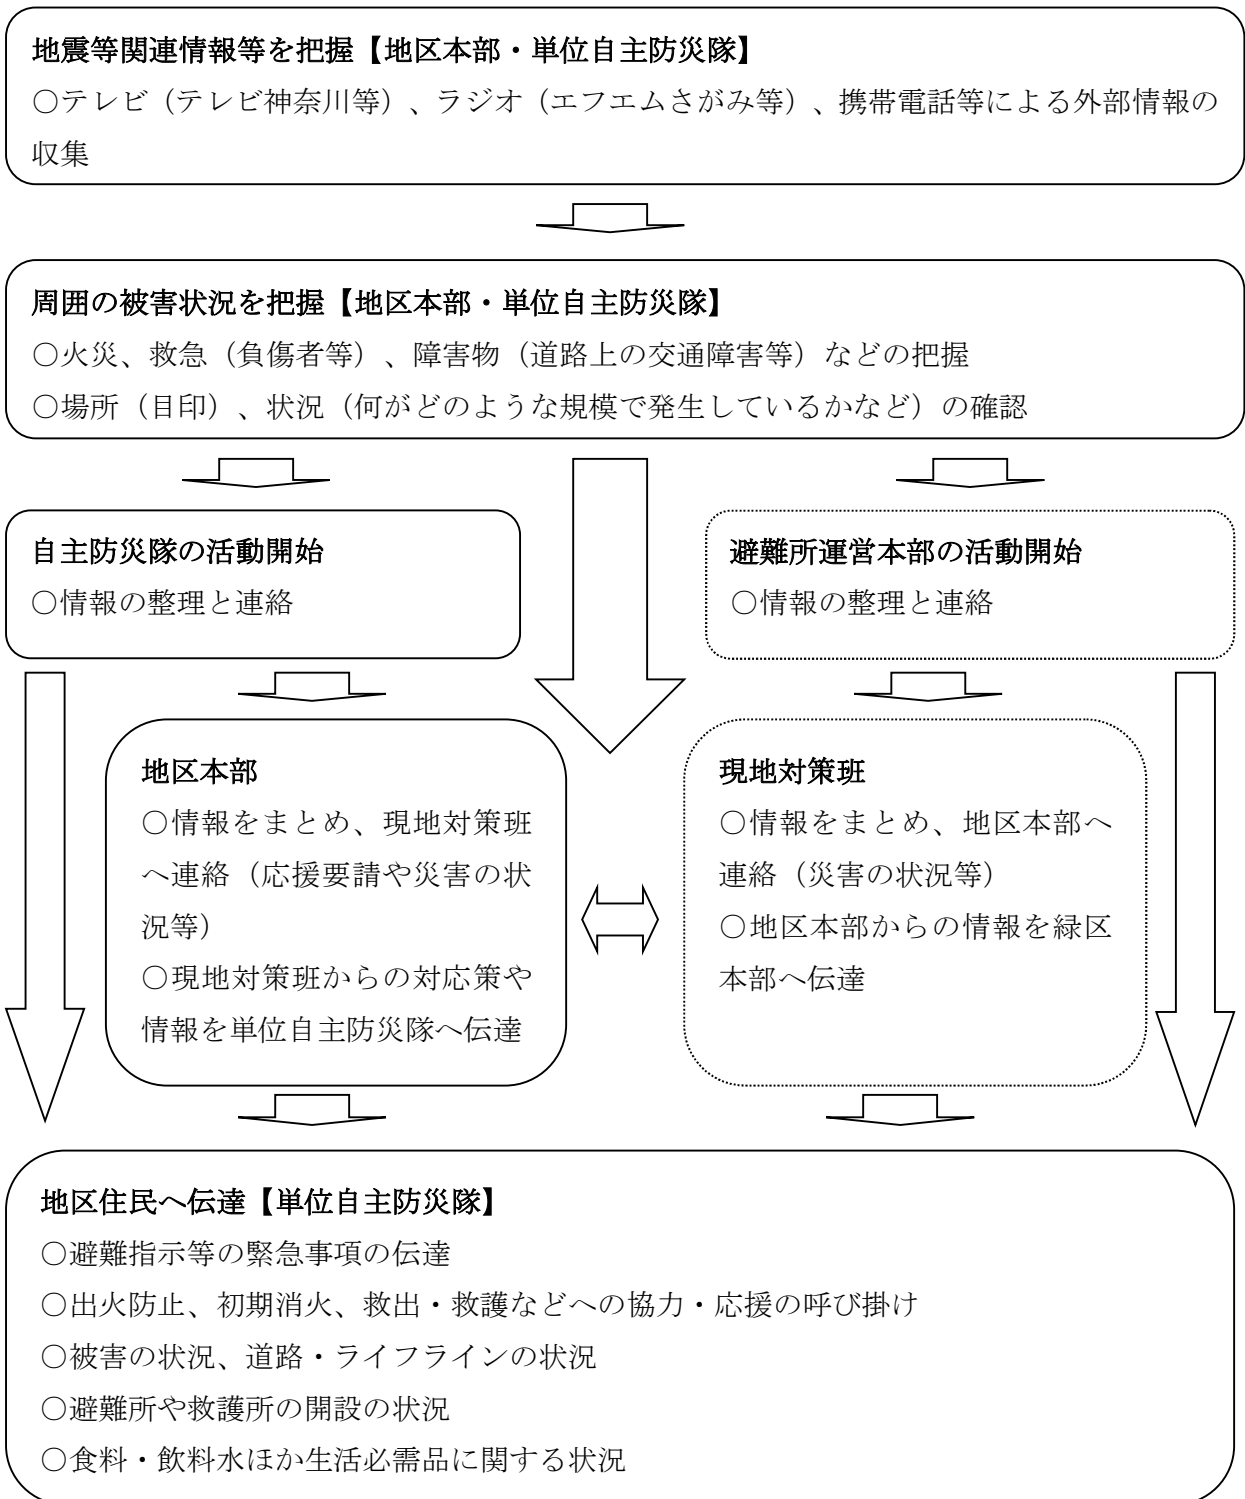 地震等関連情報等を把握【地区本部・単位自主防災隊】
○テレビ（テレビ神奈川等）、ラジオ（エフエムさがみ等）、携帯電話等による外部情報の
収集
周囲の被害状況を把握【地区本部・単位自主防災隊】
○火災、救急（負傷者等）、障害物（道路上の交通障害等）などの把握
○場所（目印）、状況（何がどのような規模で発生しているかなど）の確認
自主防災隊の活動開始
○情報の整理と連絡
避難所運営本部の活動開始
○情報の整理と連絡
地区本部
○情報をまとめ、現地対策班
へ連絡（応援要請や災害の状
況等）
○現地対策班からの対応策や
情報を単位自主防災隊へ伝達
現地対策班
○情報をまとめ、地区本部へ
連絡（災害の状況等）
○地区本部からの情報を緑区
本部へ伝達
地区住民へ伝達【単位自主防災隊】
○避難指示等の緊急事項の伝達
○出火防止、初期消火、救出・救護などへの協力・応援の呼び掛け
○被害の状況、道路・ライフラインの状況
○避難所や救護所の開設の状況
○食料・飲料水ほか生活必需品に関する状況